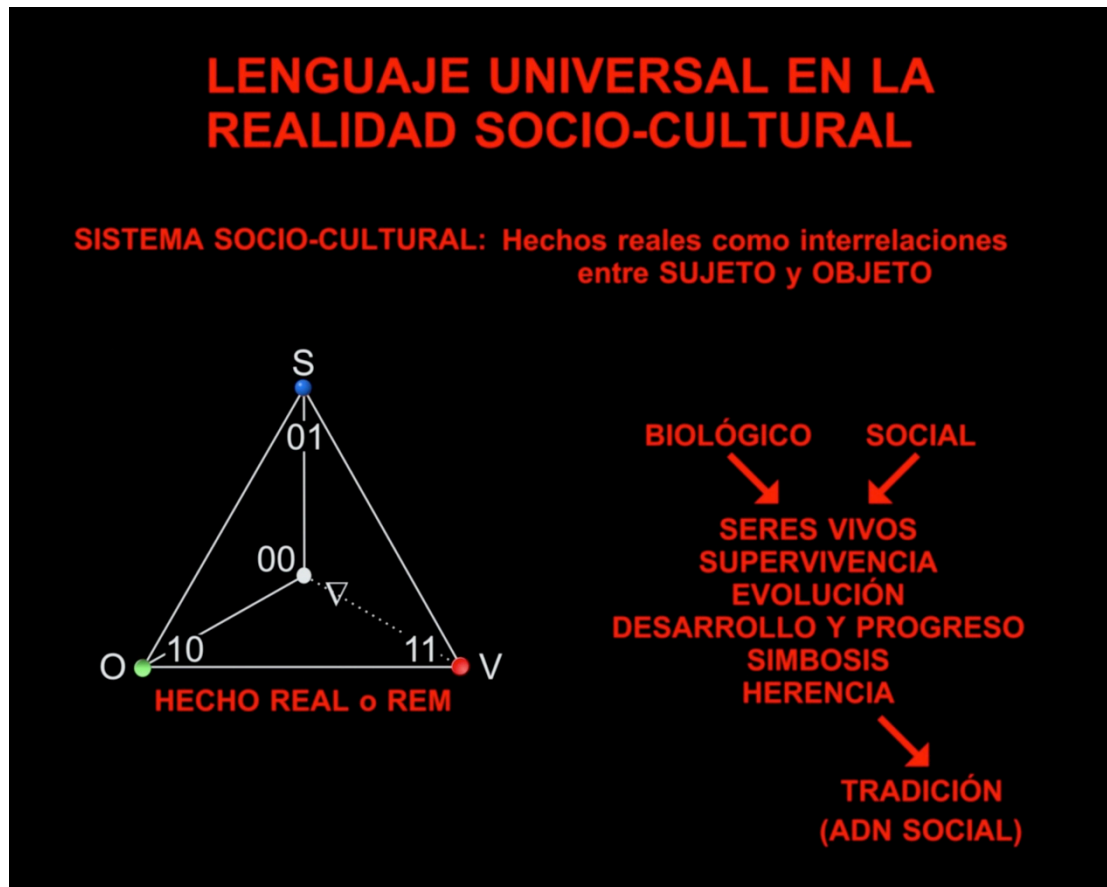 LENGUAJE UNIVERSAL EN LA
REALIDAD SOCIO-CULTURAL
SISTEMA SOCIO-CULTURAL: Hechos reales como interrelaciones
entre SUJETO y OBJETO
S
01
00
V
O
10
11
V
HECHO REAL o REM
BIOLÓGICO SOCIAL
SERES VIVOS
SUPERVIVENCIA
EVOLUCIÓN
DESARROLLO Y PROGRESO
SIMBOSIS
HERENCIA
TRADICIÓN
(ADN SOCIAL)